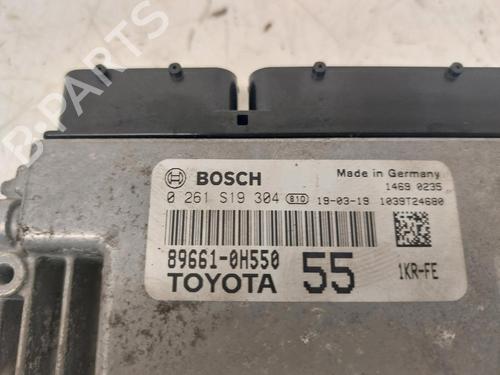 B-PARTS
BOSCH
Made in Germany
1469 0235
0 261 S19 304 810 19-03-19 1039T24680
89661-0H550
TOYOTA 55 1KR-FE